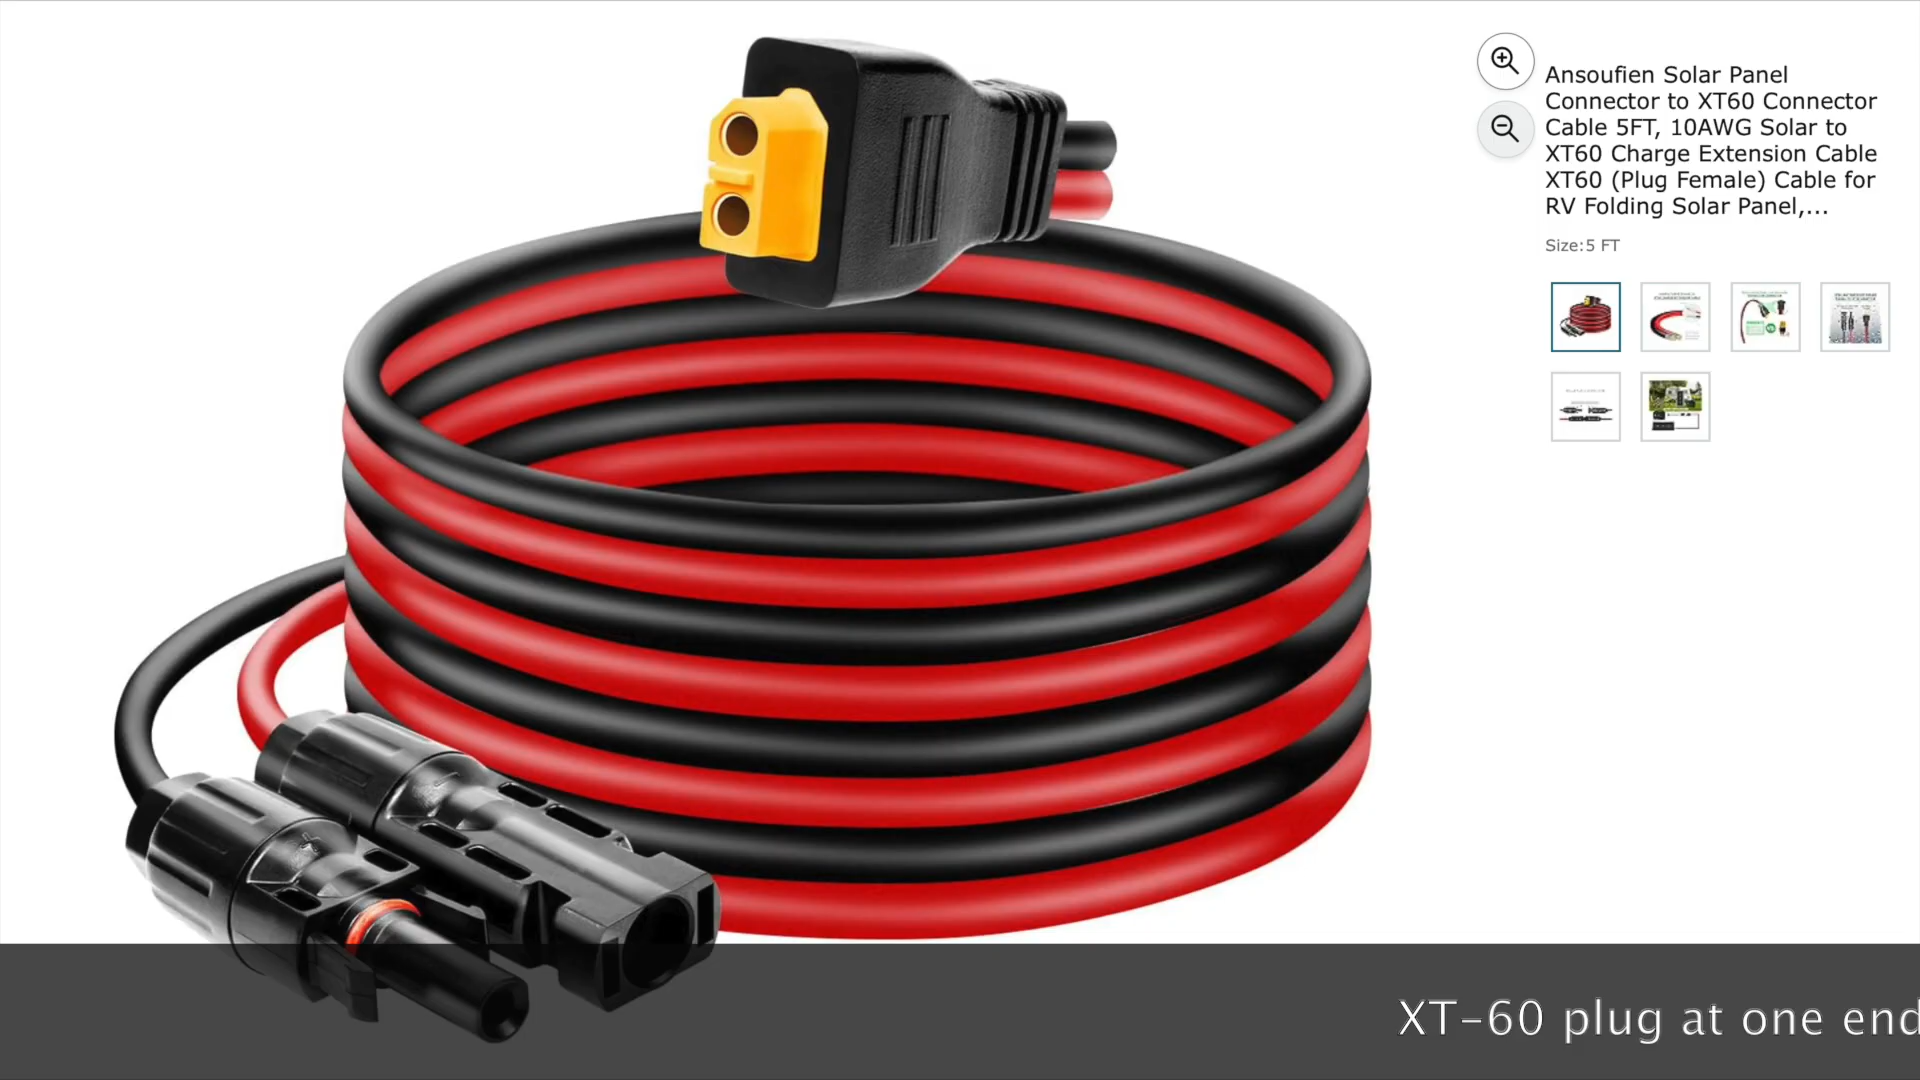 Ansoufien Solar Panel
Connector to XT60 Connector
Cable 5FT, 10AWG Solar to
XT60 Charge Extension Cable
XT60 (Plug Female) Cable for
RV Folding Solar Panel,...
Size:5 FT
XT-60 plug at one end